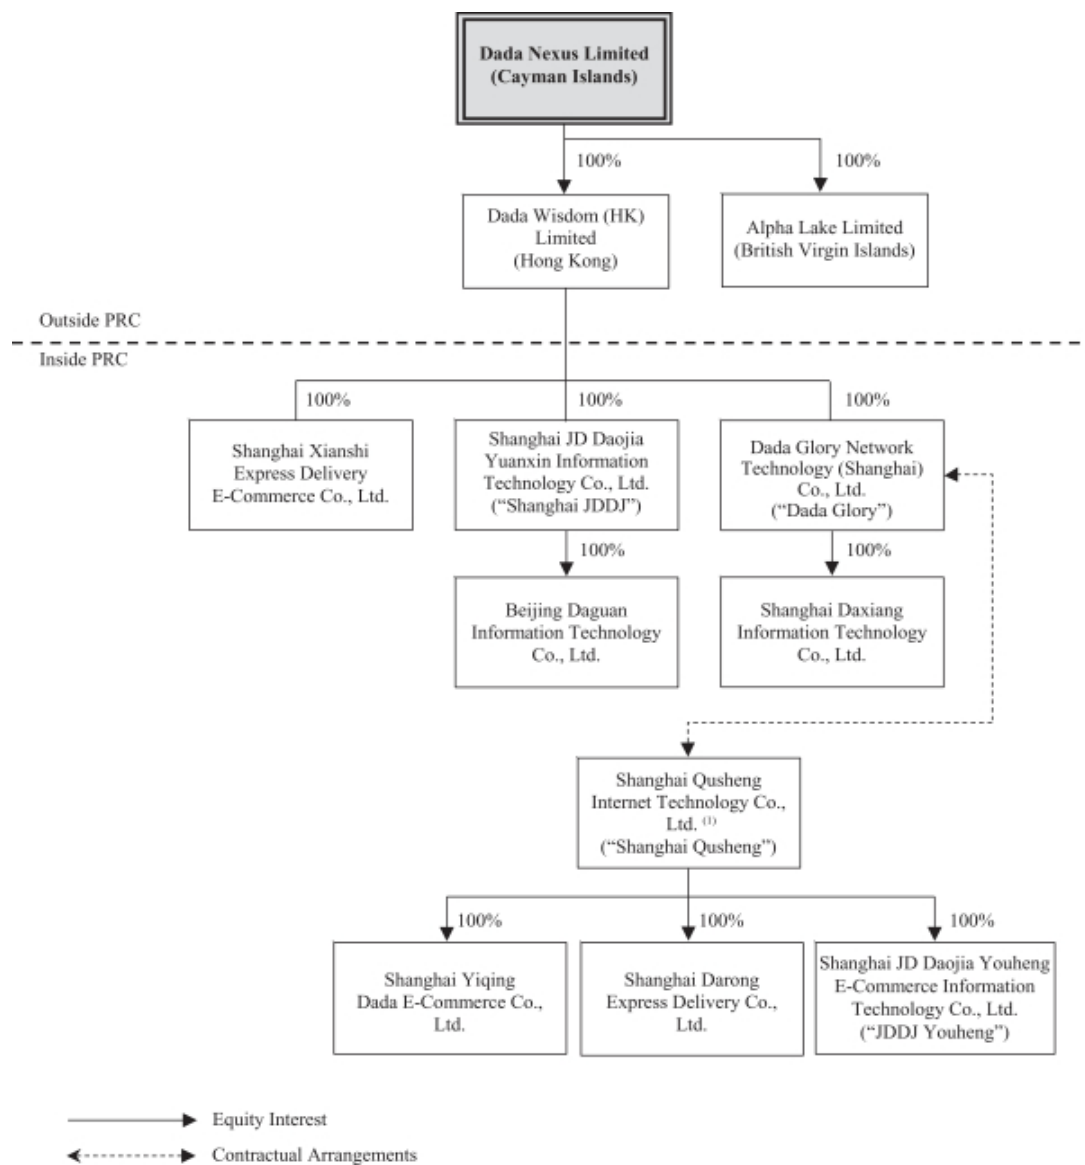 Dada Nexus Limited
(Cayman Islands)
100%
100%
Dada Wisdom (HK)
Limited
(Hong Kong)
Alpha Lake Limited
(British Virgin Islands)
Outside PRC
Inside PRC
100%
100%
100%
Shanghai Xianshi
Express Delivery
E-Commerce Co., Ltd.
Shanghai JD Daojia
Yuanxin Information
Technology Co., Ltd.
(“Shanghai JDDJ”)
Dada Glory Network
Technology (Shanghai)
Co., Ltd.
(“Dada Glory”)
100%
100%
Beijing Daguan
Information Technology
Co., Ltd.
Shanghai Daxiang
Information Technology
Co., Ltd.
Shanghai Qusheng
Internet Technology Co.,
Ltd. (1)
(“Shanghai Qusheng”)
100%
100%
100%
Shanghai Yiqing
Dada E-Commerce Co.,
Ltd.
Shanghai Darong
Express Delivery Co.,
Ltd.
Shanghai JD Daojia Youheng
E-Commerce Information
Technology Co., Ltd.
(“JDDJ Youheng”)
Equity Interest
Contractual Arrangements